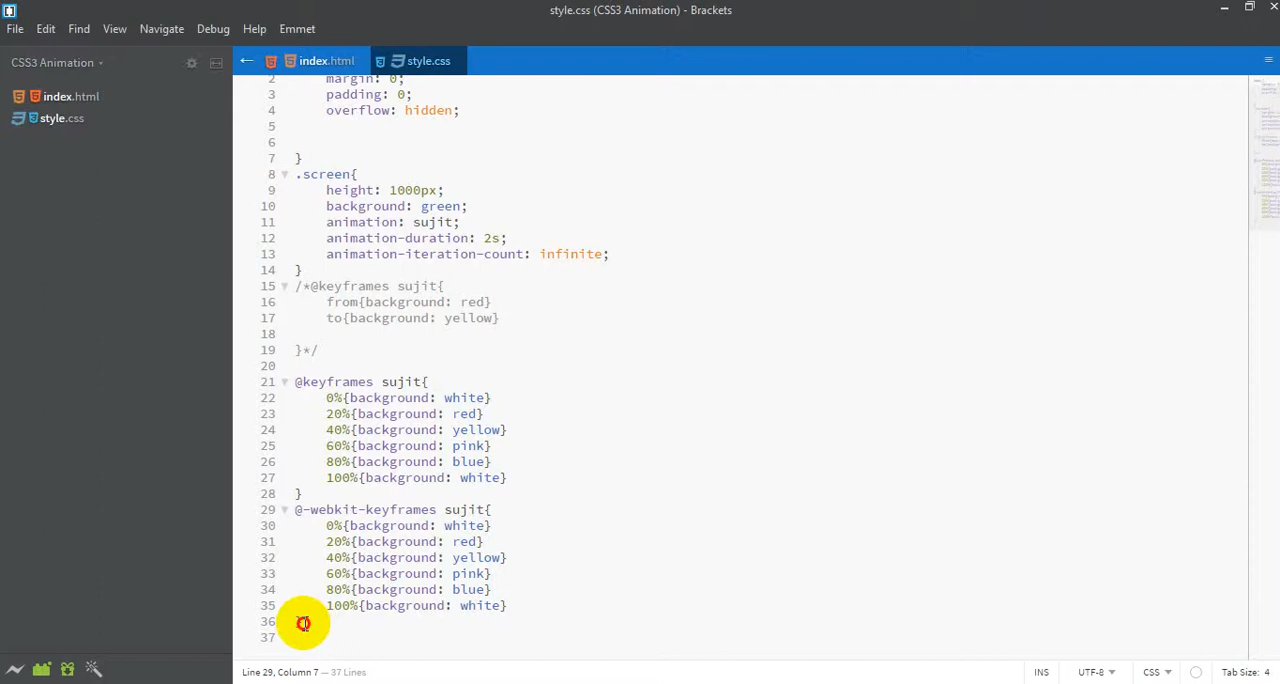 style.css (CSS3 Animation) - Brackets
File Edit Find View Navigate Debug Help Emmet
CSS3 Animation
index.html style.css
index.html
style.css
2 margin: 0;
3 padding: 0;
4 overflow: hidden;
5
6
7 }
8 .screen{
9 height: 1000px;
10 background: green;
11 animation: sujit;
12 animation-duration: 2s;
13 animation-iteration-count: infinite;
14 }
15 /*@keyframes sujit{
16 from{background: red}
17 to{background: yellow}
18
19 }*/
20
21 @keyframes sujit{
22 0%{background: white}
23 20%{background: red}
24 40%{background: yellow}
25 60%{background: pink}
26 80%{background: blue}
27 100%{background: white}
28 }
29 @-webkit-keyframes sujit{
30 0%{background: white}
31 20%{background: red}
32 40%{background: yellow}
33 60%{background: pink}
34 80%{background: blue}
35 100%{background: white}
36
37
Line 29, Column 7 — 37 Lines INS UTF-8 CSS Tab Size: 4